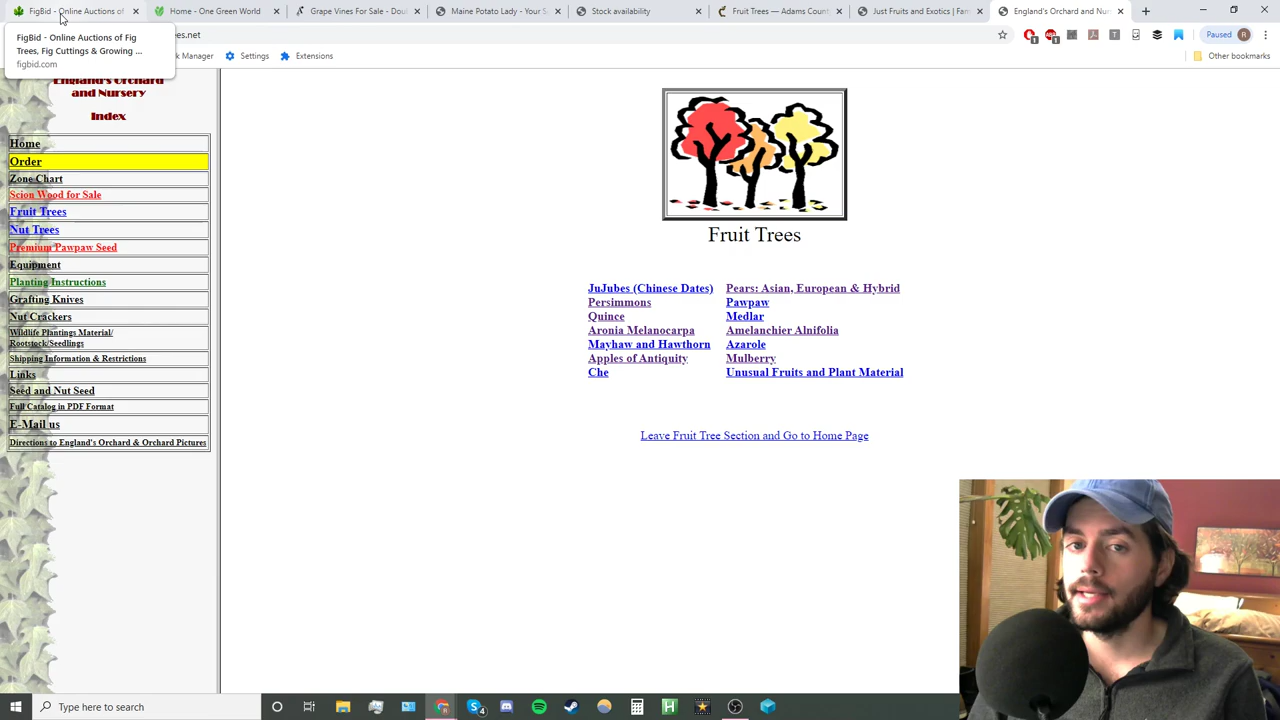 FigBid - Online Auctions of
Home - One Green World
Grape Vines For Sale - Doub
Maine Potato Lady - Your S
Stock availability
Fruit Trees — Adams County
Just Fruits and Exotics | Fam
England's Orchard and Nur
FigBid - Online Auctions of Fig
Trees, Fig Cuttings & Growing ...
figbid.com
es.net
Paused
R
k Manager
Settings
Extensions
Other bookmarks
England's Orchard
and Nursery
Index
Home
Order
Zone Chart
Scion Wood for Sale
Fruit Trees
Nut Trees
Premium Pawpaw Seed
Equipment
Planting Instructions
Grafting Knives
Nut Crackers
Wildlife Plantings Material/
Rootstock/Seedlings
Shipping Information & Restrictions
Links
Seed and Nut Seed
Full Catalog in PDF Format
E-Mail us
Directions to England's Orchard & Orchard Pictures
Fruit Trees
JuJubes (Chinese Dates)
Pears: Asian, European & Hybrid
Persimmons
Pawpaw
Quince
Medlar
Aronia Melanocarpa
Amelanchier Alnifolia
Mayhaw and Hawthorn
Azarole
Apples of Antiquity
Mulberry
Che
Unusual Fruits and Plant Material
Leave Fruit Tree Section and Go to Home Page
Type here to search